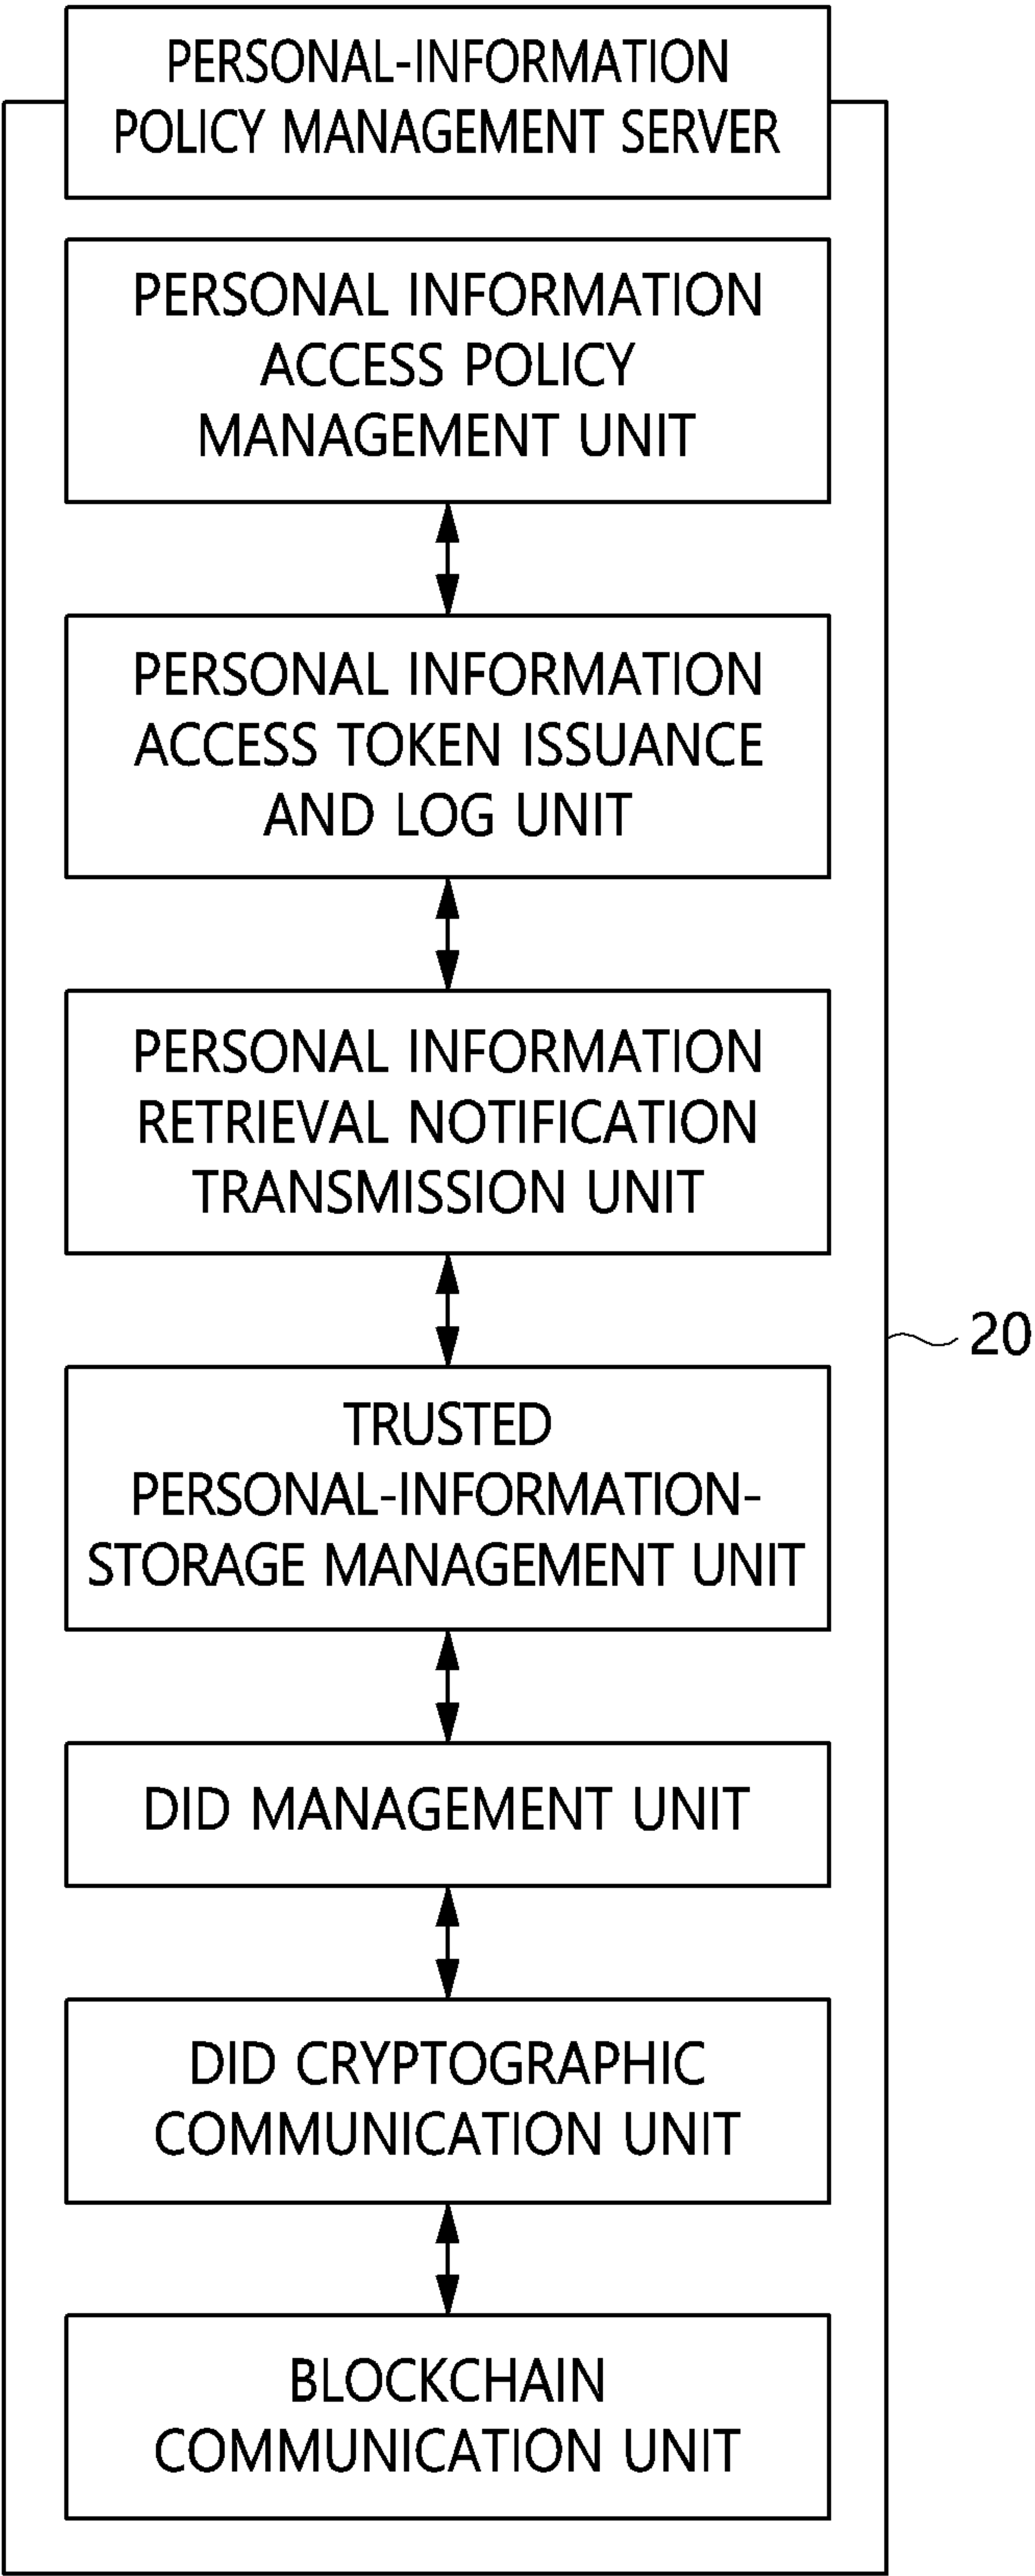 PERSONAL-INFORMATION
POLICY MANAGEMENT SERVER
PERSONAL INFORMATION
ACCESS POLICY
MANAGEMENT UNIT
PERSONAL INFORMATION
ACCESS TOKEN ISSUANCE
AND LOG UNIT
PERSONAL INFORMATION
RETRIEVAL NOTIFICATION
TRANSMISSION UNIT
20
TRUSTED
PERSONAL-INFORMATION-
STORAGE MANAGEMENT UNIT
DID MANAGEMENT UNIT
DID CRYPTOGRAPHIC
COMMUNICATION UNIT
BLOCKCHAIN
COMMUNICATION UNIT